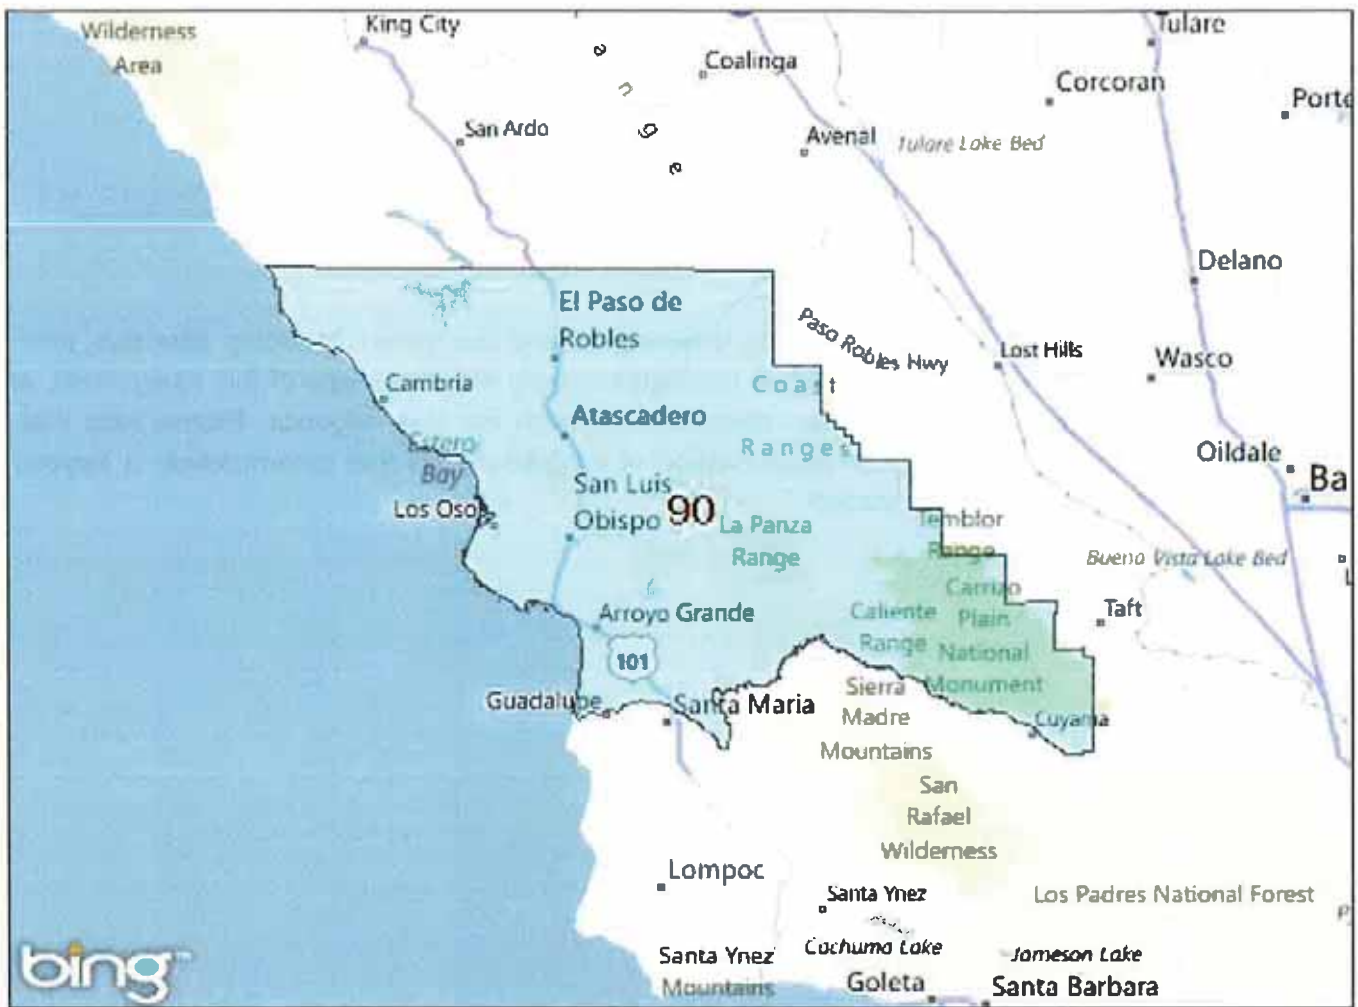 Wilderness
Area
King City
a
n
g
e
Coalinga
Tulare
Corcoran
Porte
San Ardo
Avenal
Tulare Lake Bed
Delano
El Paso de
Robles
Paso Robles Hwy
Lost Hills
Wasco
Cambria
Coast
Ranges
Atascadero
Estero
Bay
Oildale
Ba
San Luis
Obispo
90
Los Osos
La Panza
Range
Temblor
Range
Buena Vista Lake Bed
L
Carrizo
Plain
National
Monument
Caliente
Range
Taft
Arroyo Grande
101
Guadalupe
Santa Maria
Sierra
Madre
Mountains
Cuyama
San
Rafael
Wilderness
Lompoc
Santa Ynez
Los Padres National Forest
P
Santa Ynez
Mountains
Cachuma Lake
Jameson Lake
Goleta
Santa Barbara
bing